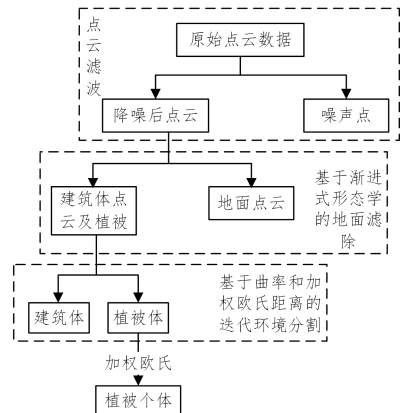 点
云
滤
波
原始点云数据
降噪后点云
噪声点
建筑体点
云及植被
地面点云
基于渐进
式形态学
的地面滤
除
建筑体
植被体
基于曲率和加
权欧氏距离的
迭代环境分割
加权欧氏
植被个体